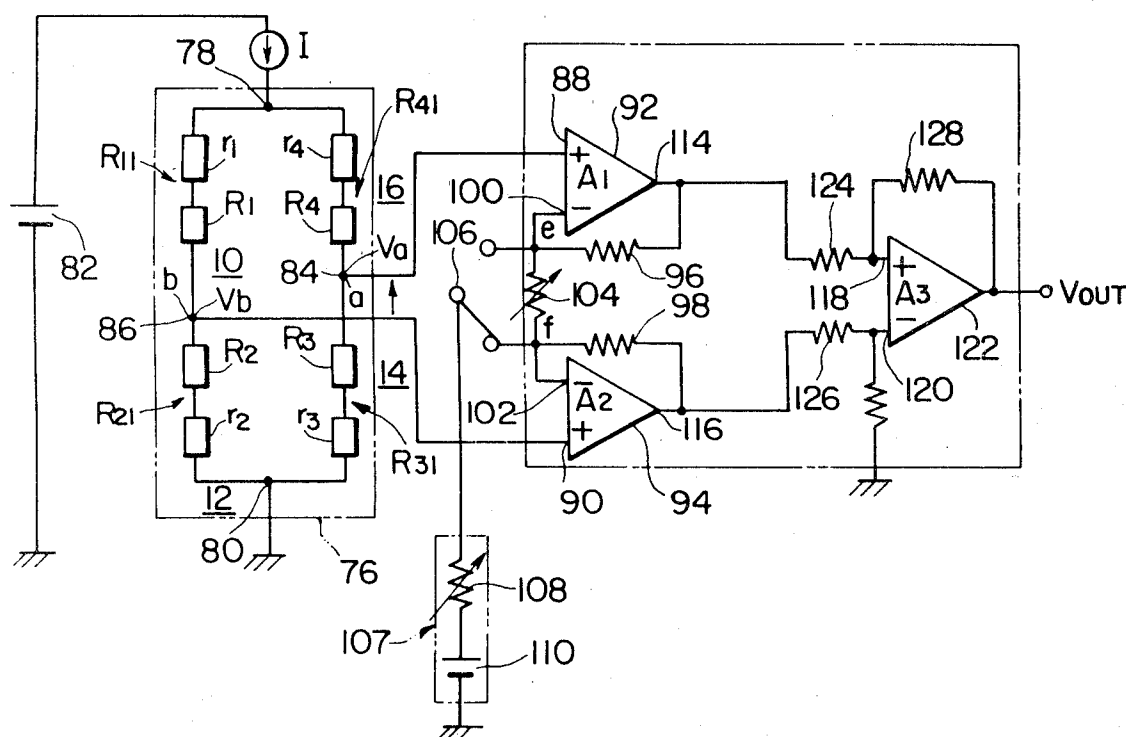 I
78
R41
88
92
114
128
r1
r4
R11
16
A1
+
−
124
100
e
R1
R4
106
96
118
+
A3
−
VOUT
82
10
84
Va
a
104
98
b
Vb
86
f
122
R2
R3
14
126
120
102
−
A2
+
116
R21
r2
r3
R31
90
94
12
80
76
108
107
110